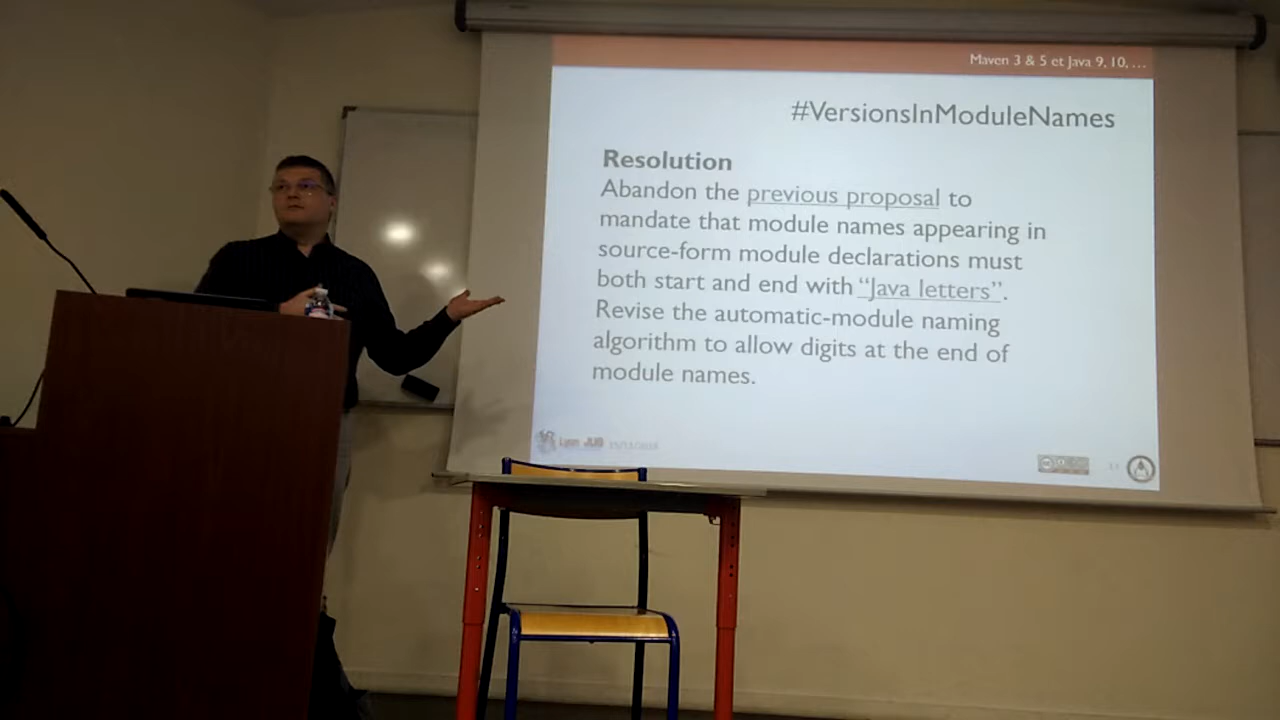 Maven 3 & 5 et Java 9, 10, ...
#VersionsInModuleNames
Resolution
Abandon the previous proposal to
mandate that module names appearing in
source-form module declarations must
both start and end with “Java letters”.
Revise the automatic-module naming
algorithm to allow digits at the end of
module names.
Lyon JUG